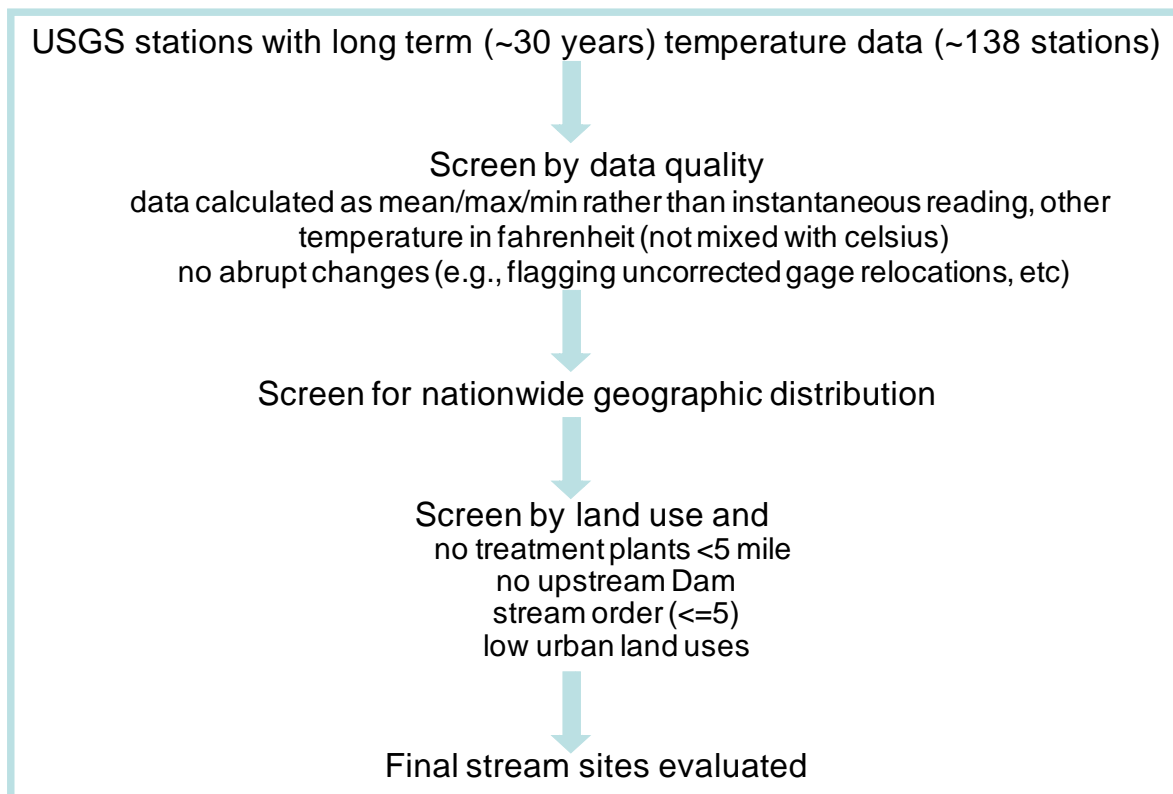 USGS stations with long term (~30 years) temperature data (~138 stations)
Screen by data quality
data calculated as mean/max/min rather than instantaneous reading, other
temperature in fahrenheit (not mixed with celsius)
no abrupt changes (e.g., flagging uncorrected gage relocations, etc)
Screen for nationwide geographic distribution
Screen by land use and
no treatment plants <5 mile
no upstream Dam
stream order (<=5)
low urban land uses
Final stream sites evaluated